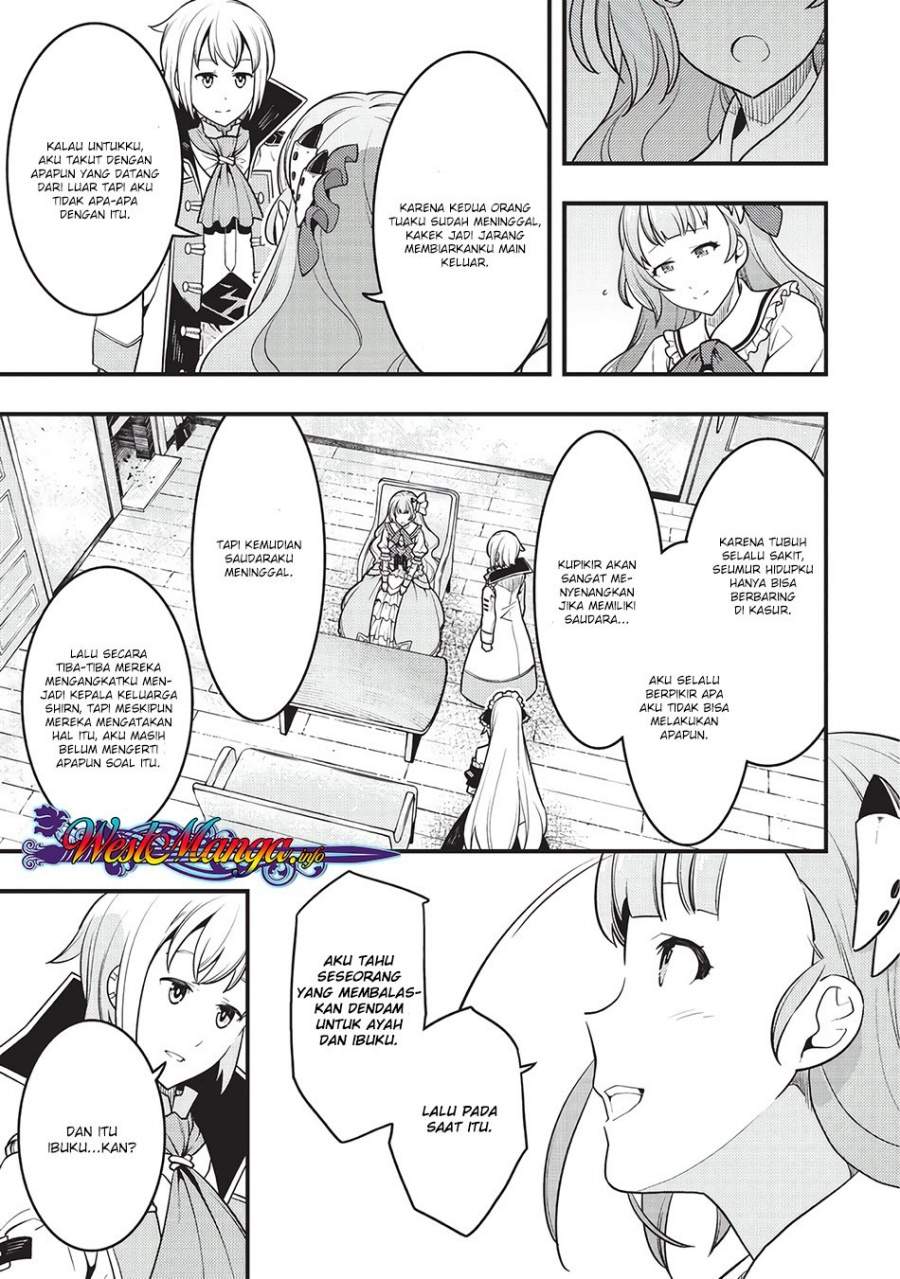 KARENA KEDUA ORANG
TUAKU SUDAH MENINGGAL,
KAKEK JADI JARANG
MEMBIARKANKU MAIN
KELUAR.
KALAU UNTUKKU,
AKU TAKUT DENGAN
APAPUN YANG DATANG
DARI LUAR TAPI AKU
TIDAK APA-APA
DENGAN ITU.
KARENA TUBUH
SELALU SAKIT,
SEUMUR HIDUPKU
HANYA BISA
BERBARING
DI KASUR.
AKU SELALU
BERPIKIR APA
AKU TIDAK BISA
MELAKUKAN
APAPUN.
KUPIKIR AKAN
SANGAT ME-
NYENANGKAN
JIKA MEMILIKI
SAUDARA...
TAPI KEMUDIAN
SAUDARAKU
MENINGGAL.
LALU SECARA
TIBA-TIBA MEREKA
MENGANGKATKU MEN-
JADI KEPALA KELUARGA
SHIRN, TAPI MESKIPUN
MEREKA MENGATAKAN
HAL ITU, AKU MASIH
BELUM MENGERTI
APAPUN SOAL ITU.
WestManga.info
LALU PADA
SAAT ITU.
AKU TAHU
SESEORANG
YANG MEMBALAS-
KAN DENDAM
UNTUK AYAH
DAN IBUKU.
DAN ITU
IBUKU...KAN?